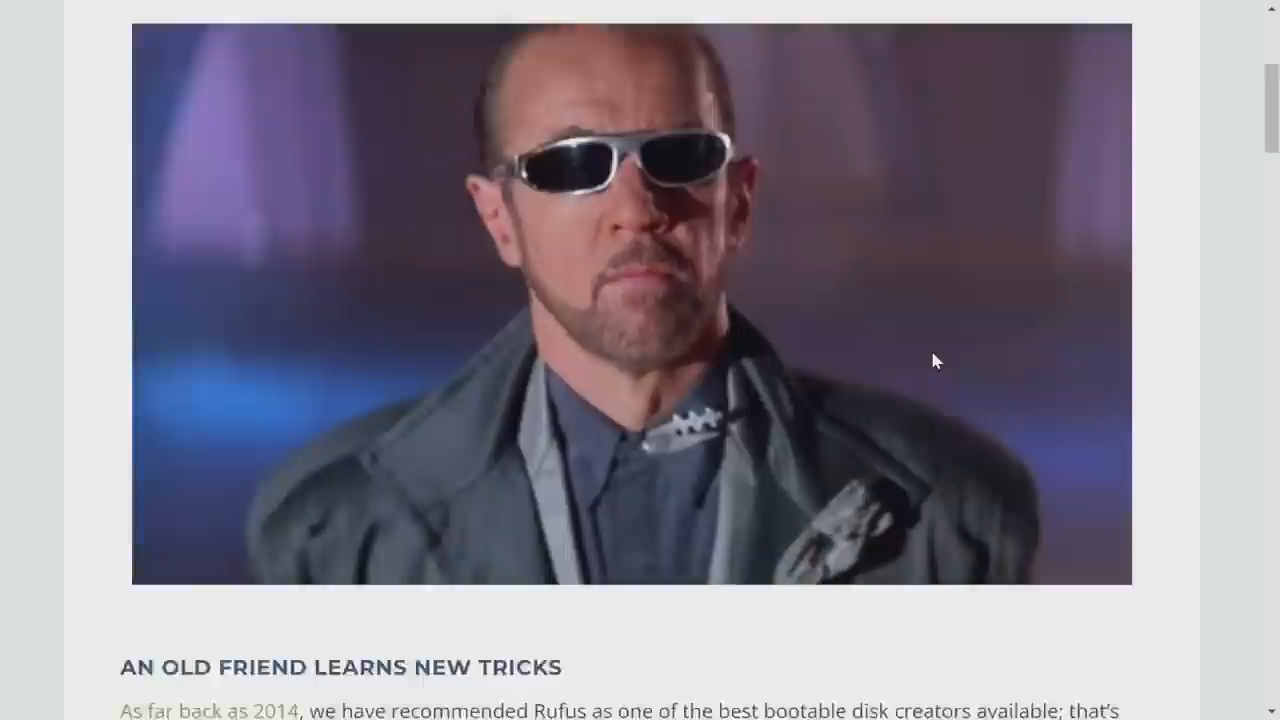 AN OLD FRIEND LEARNS NEW TRICKS
As far back as 2014, we have recommended Rufus as one of the best bootable disk creators available; that’s